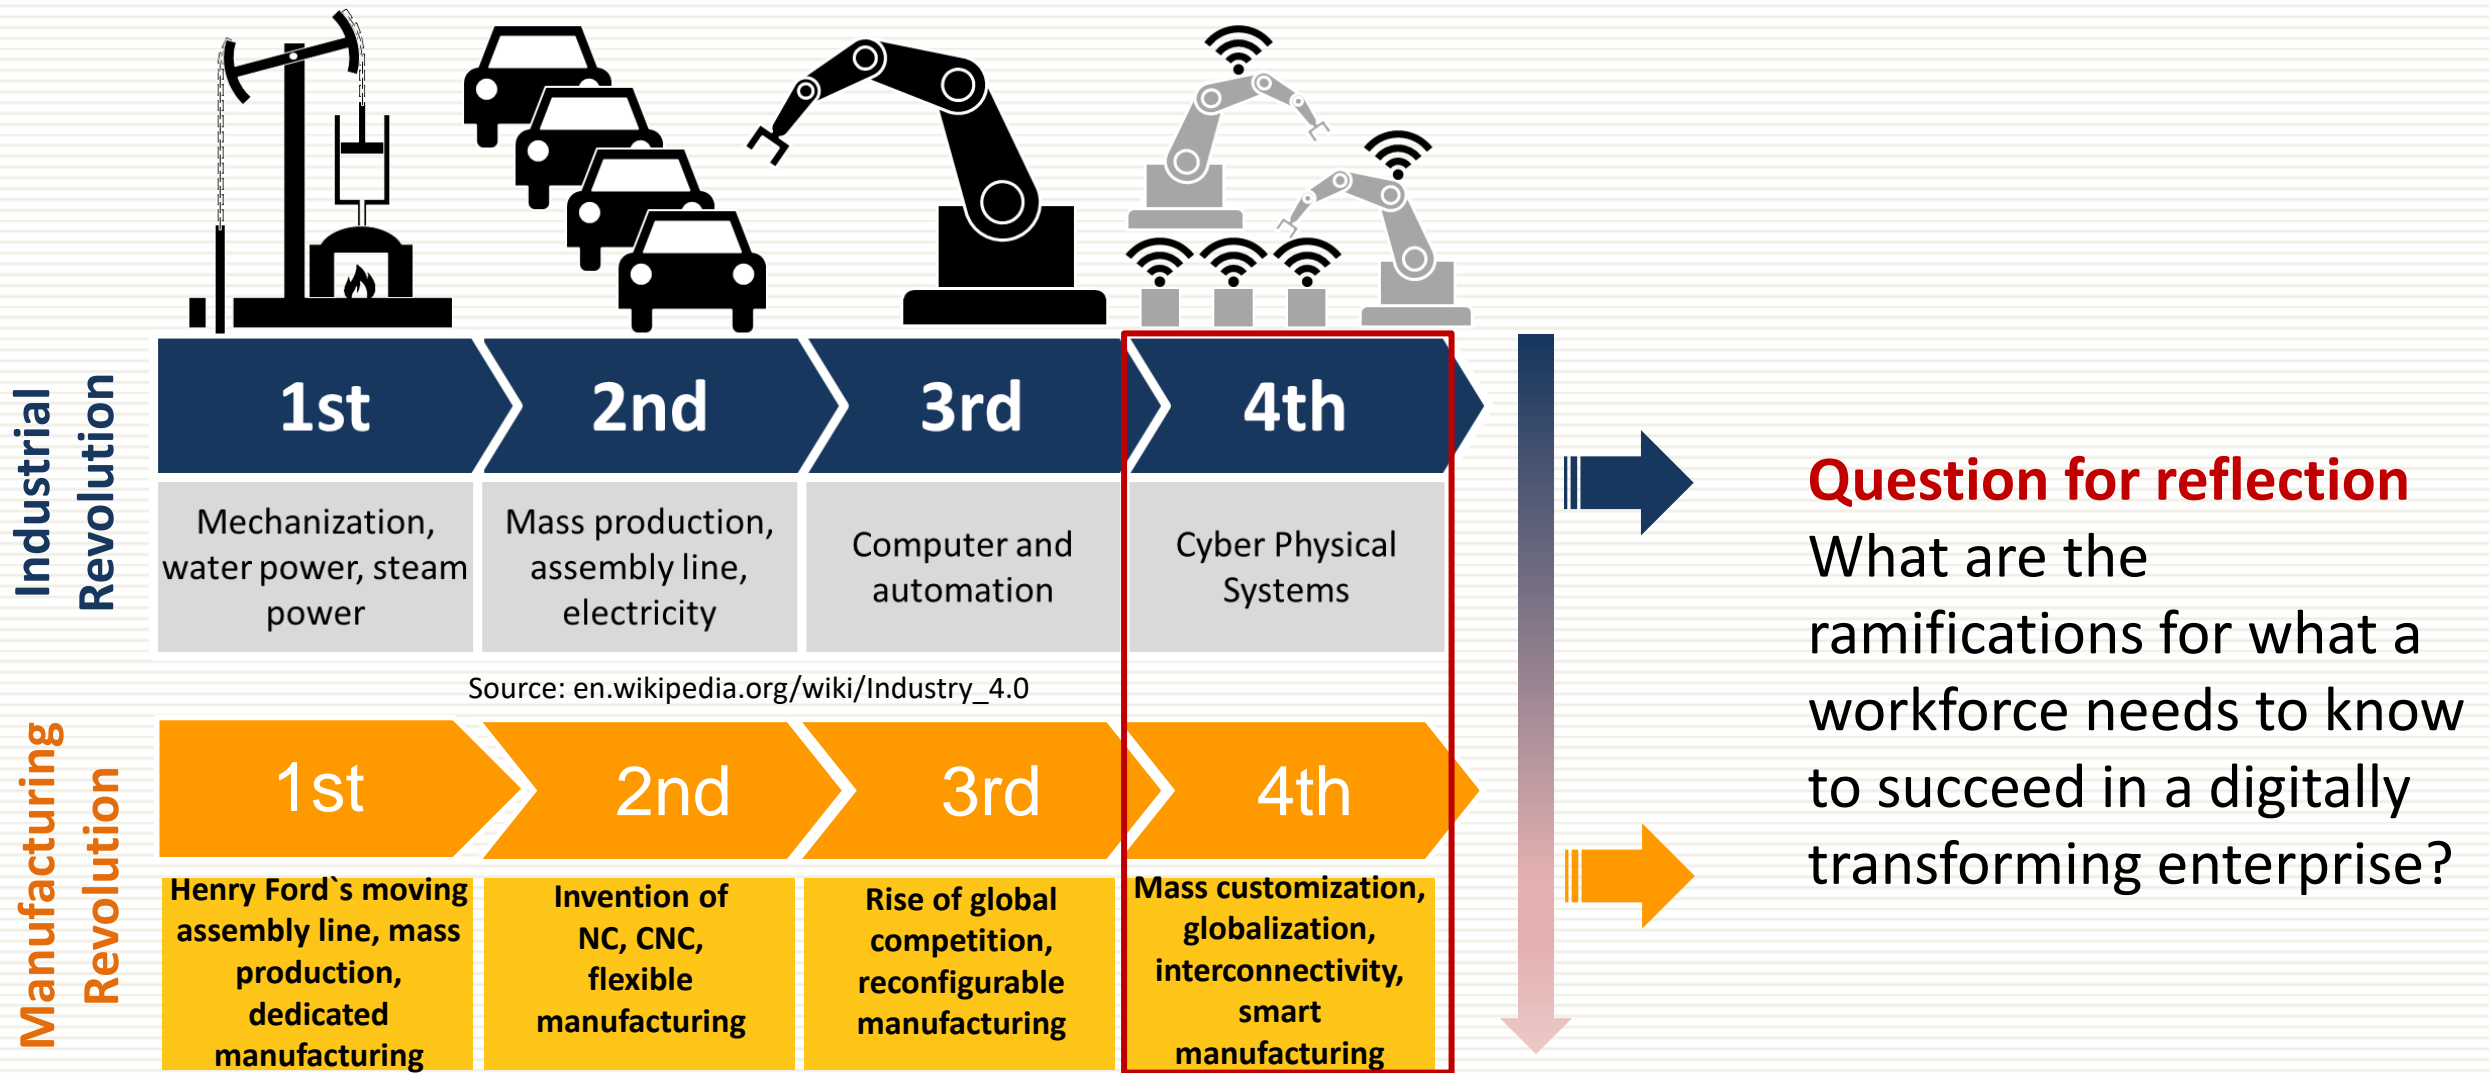 Industrial
Revolution
1st
2nd
3rd
4th
Mechanization,
water power, steam
power
Mass production,
assembly line,
electricity
Computer and
automation
Cyber Physical
Systems
Source: en.wikipedia.org/wiki/Industry_4.0
Manufacturing
Revolution
1st
2nd
3rd
4th
Henry Ford`s moving
assembly line, mass
production,
dedicated
manufacturing
Invention of
NC, CNC,
flexible
manufacturing
Rise of global
competition,
reconfigurable
manufacturing
Mass customization,
globalization,
interconnectivity,
smart
manufacturing
Question for reflection
What are the
ramifications for what a
workforce needs to know
to succeed in a digitally
transforming enterprise?